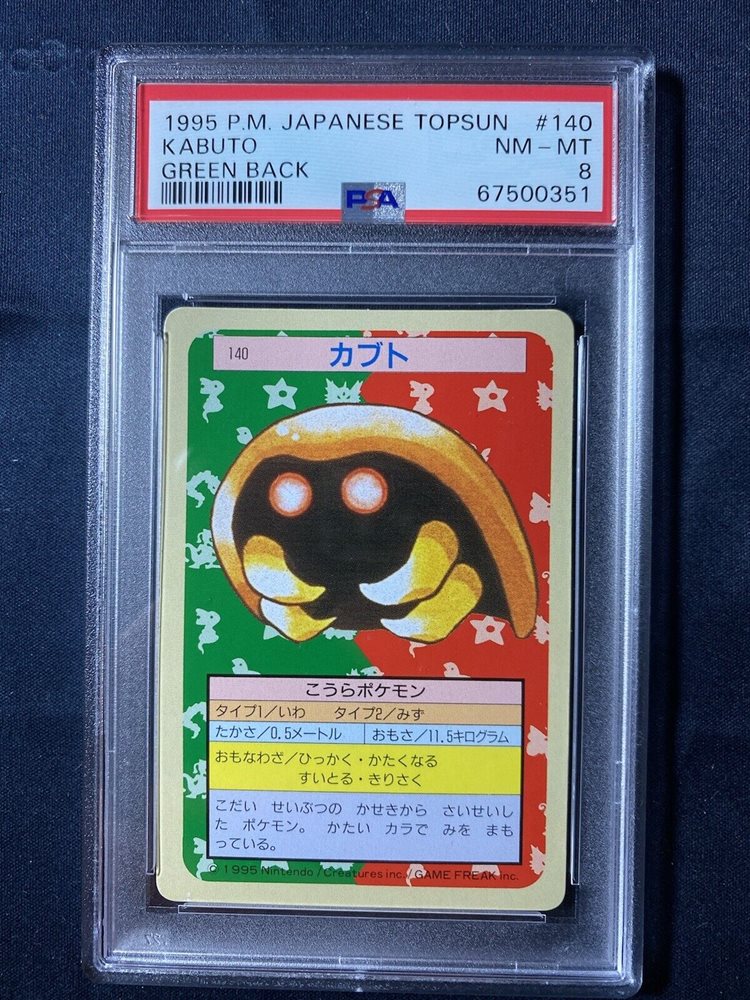 1995 P.M. JAPANESE TOPSUN #140
KABUTO NM - MT
GREEN BACK 8
PSA 67500351
140 カブト
こうらポケモン
タイプ1/いわ タイプ2/みず
たかさ/0.5メートル おもさ/11.5キログラム
おもなわざ/ひっかく・かたくなる
すいとる・きりさく
こだい せいぶつの かせきから さいせいし
た ポケモン。 かたい カラで みを まも
っている。
© 1995 Nintendo /Creatures inc. /GAME FREAK inc.